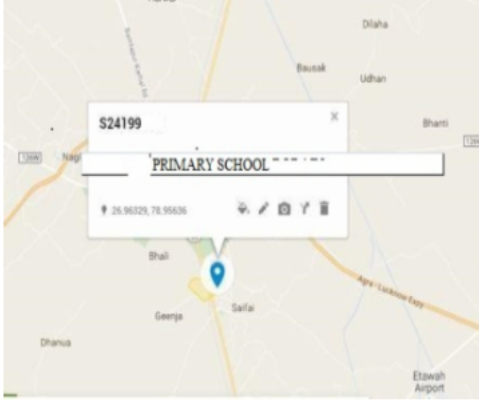 Dilaha
Bausak
Udhan
S24199
x
Bhanti
Nagl
PRIMARY SCHOOL
26.96329, 78.95636
Bhali
Saifai
Agra - Lucknow Expy
Geenja
Dhanua
Etawah
Airport